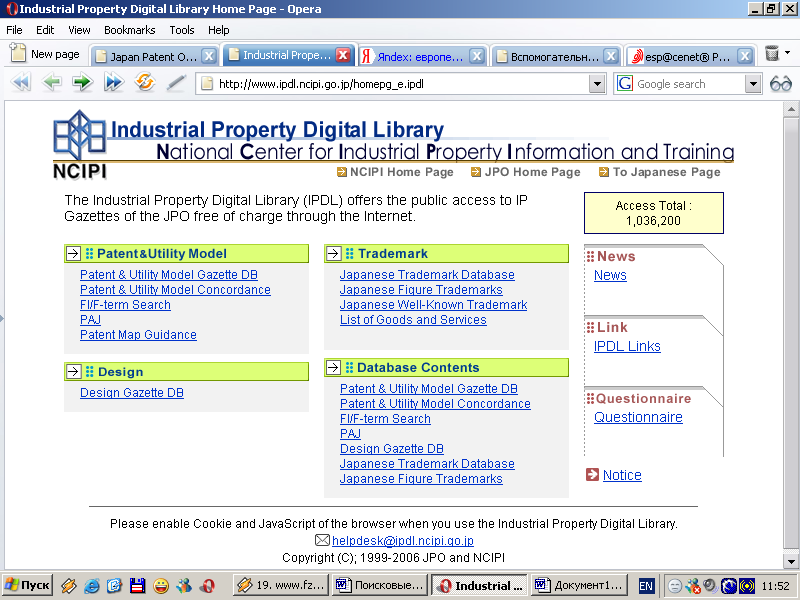 Industrial Property Digital Library Home Page - Opera
File Edit View Bookmarks Tools Help
New page Japan Patent O... Industrial Prope... Яndex: европе... Вспомогательн... esp@cenet® P...
http://www.ipdl.ncipi.go.jp/homepg_e.ipdl Google search
Industrial Property Digital Library
National Center for Industrial Property Information and Training
NCIPI
NCIPI Home Page JPO Home Page To Japanese Page
The Industrial Property Digital Library (IPDL) offers the public access to IP
Gazettes of the JPO free of charge through the Internet.
Access Total :
1,036,200
Patent&Utility Model
Patent & Utility Model Gazette DB
Patent & Utility Model Concordance
FI/F-term Search
PAJ
Patent Map Guidance
Design
Design Gazette DB
Trademark
Japanese Trademark Database
Japanese Figure Trademarks
Japanese Well-Known Trademark
List of Goods and Services
Database Contents
Patent & Utility Model Gazette DB
Patent & Utility Model Concordance
FI/F-term Search
PAJ
Design Gazette DB
Japanese Trademark Database
Japanese Figure Trademarks
News
News
Link
IPDL Links
Questionnaire
Questionnaire
Notice
Please enable Cookie and JavaScript of the browser when you use the Industrial Property Digital Library.
helpdesk@ipdl.ncipi.go.jp
Copyright (C); 1999-2006 JPO and NCIPI
Пуск 19. www.fz... Поисковые... Industrial ... Документ1... EN 11:52